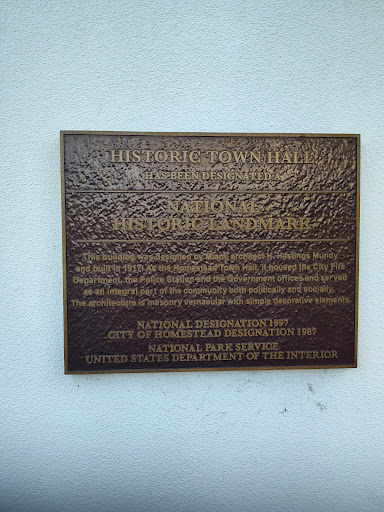 HISTORIC TOWN HALL
HAS BEEN DESIGNATED A
NATIONAL
HISTORIC LANDMARK
This building was designed by Miami architect H. Hastings Mundy
and built in 1917. As the Homestead Town Hall, it housed the City Fire
Department, the Police Station and the Government offices and served
as an integral part of the community both politically and socially.
The architecture is masonry vernacular with simple decorative elements.
NATIONAL DESIGNATION 1997
CITY OF HOMESTEAD DESIGNATION 1987
NATIONAL PARK SERVICE
UNITED STATES DEPARTMENT OF THE INTERIOR